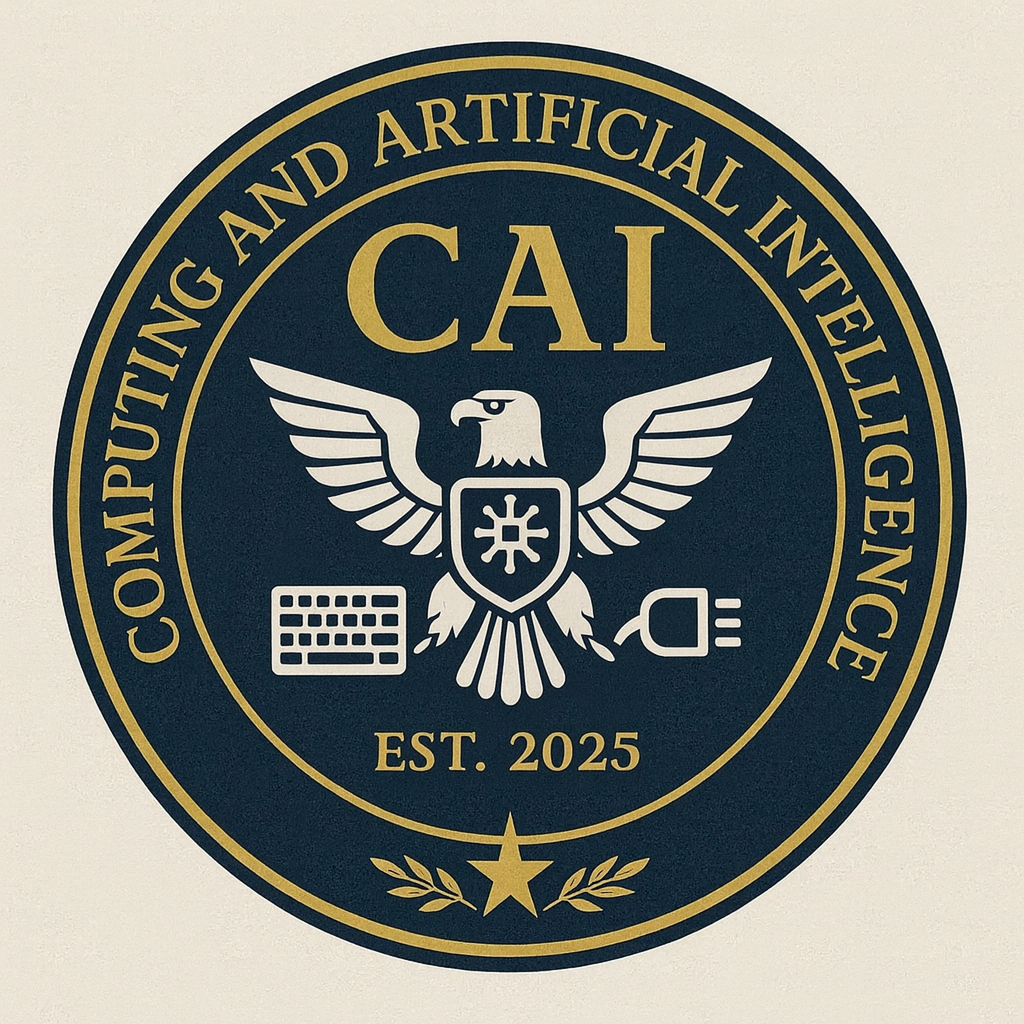 COMPUTING AND ARTIFICIAL INTELLIGENCE
CAI
EST. 2025